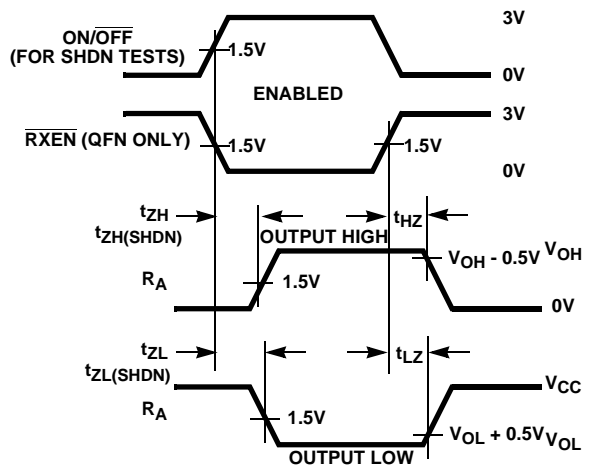 ON/OFF
(FOR SHDN TESTS)
1.5V
3V
0V
ENABLED
RXEN (QFN ONLY)
1.5V
1.5V
3V
0V
tZH
tZH(SHDN)
OUTPUT HIGH
tHZ
RA
1.5V
VOH - 0.5V
VOH
0V
tZL
tZL(SHDN)
tLZ
RA
1.5V
VCC
VOL + 0.5V
VOL
OUTPUT LOW